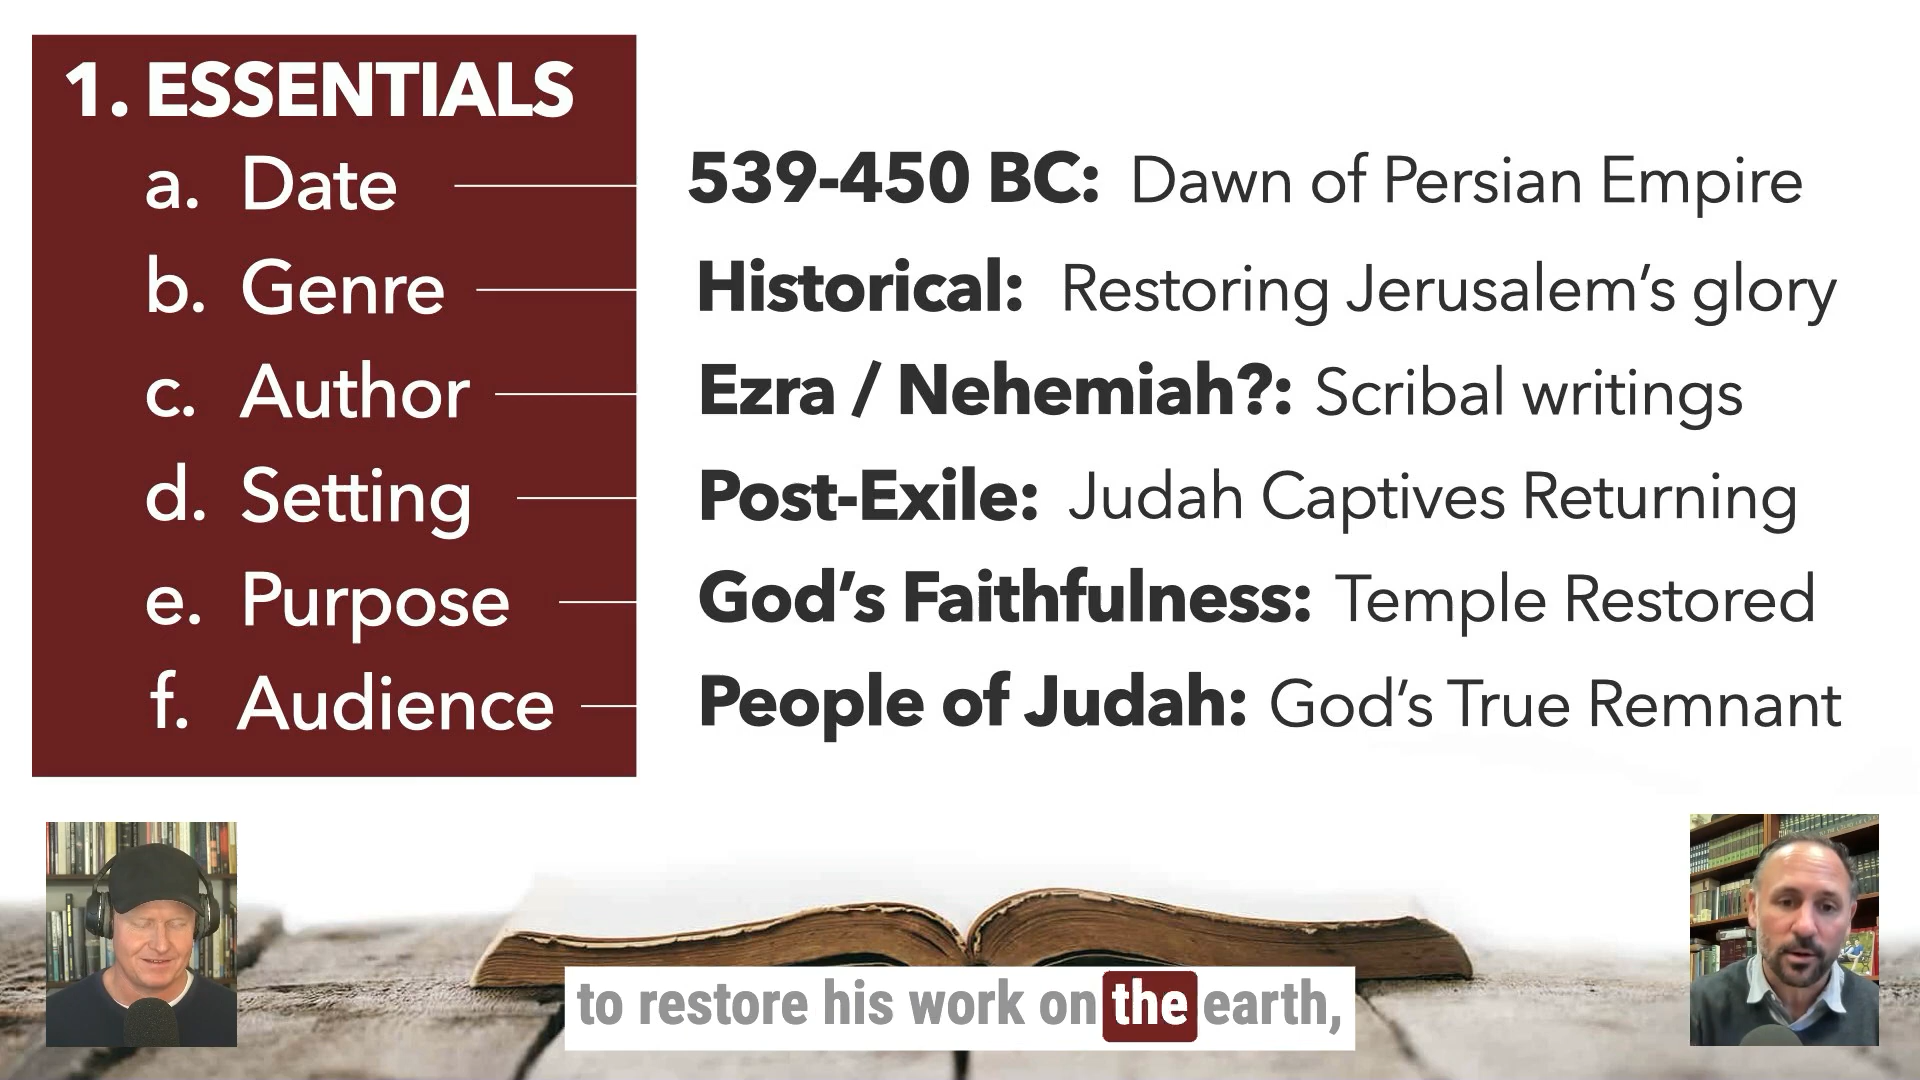 1. ESSENTIALS
a. Date
539-450 BC: Dawn of Persian Empire
b. Genre
Historical: Restoring Jerusalem’s glory
c. Author
Ezra / Nehemiah?: Scribal writings
d. Setting
Post-Exile: Judah Captives Returning
e. Purpose
God’s Faithfulness: Temple Restored
f. Audience
People of Judah: God’s True Remnant
to restore his work on the earth,